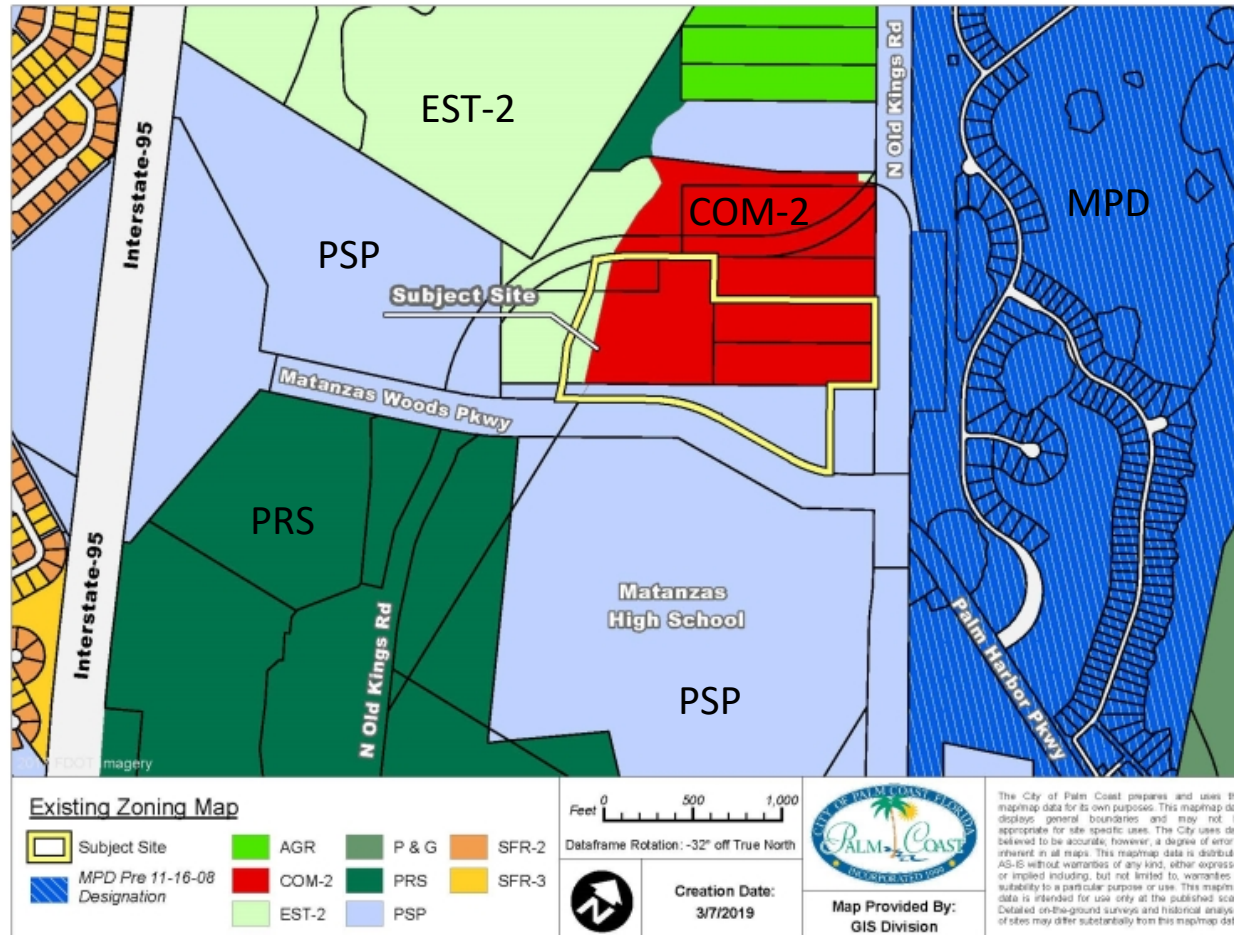 EST-2
COM-2
MPD
PSP
PRS
PSP
Interstate-95
Interstate-95
N Old Kings Rd
N Old Kings Rd
Subject Site
Matanzas Woods Pkwy
Matanzas
High School
Palm Harbor Pkwy
FDOT Imagery
Existing Zoning Map
Subject Site
MPD Pre 11-16-08
Designation
AGR
COM-2
EST-2
P & G
PRS
PSP
SFR-2
SFR-3
Feet 0 500 1,000
Dataframe Rotation: -32° off True North
N
Creation Date:
3/7/2019
CITY OF PALM COAST, FLORIDA
PALM COAST
INCORPORATED 1999
Map Provided By:
GIS Division
The City of Palm Coast prepares and uses
map/map data for its own purposes. This map/map
displays general boundaries and may not
appropriate for site specific uses. The City uses
believed to be accurate; however, a degree of error
inherent in all maps. This map/map data is
AS-IS without warranties of any kind, either
or implied including, but not limited to, warranties
suitability to a particular purpose or use. This
data is intended for use only at the published
Detailed on-the-ground surveys and historical
of sites may differ substantially from this map/map